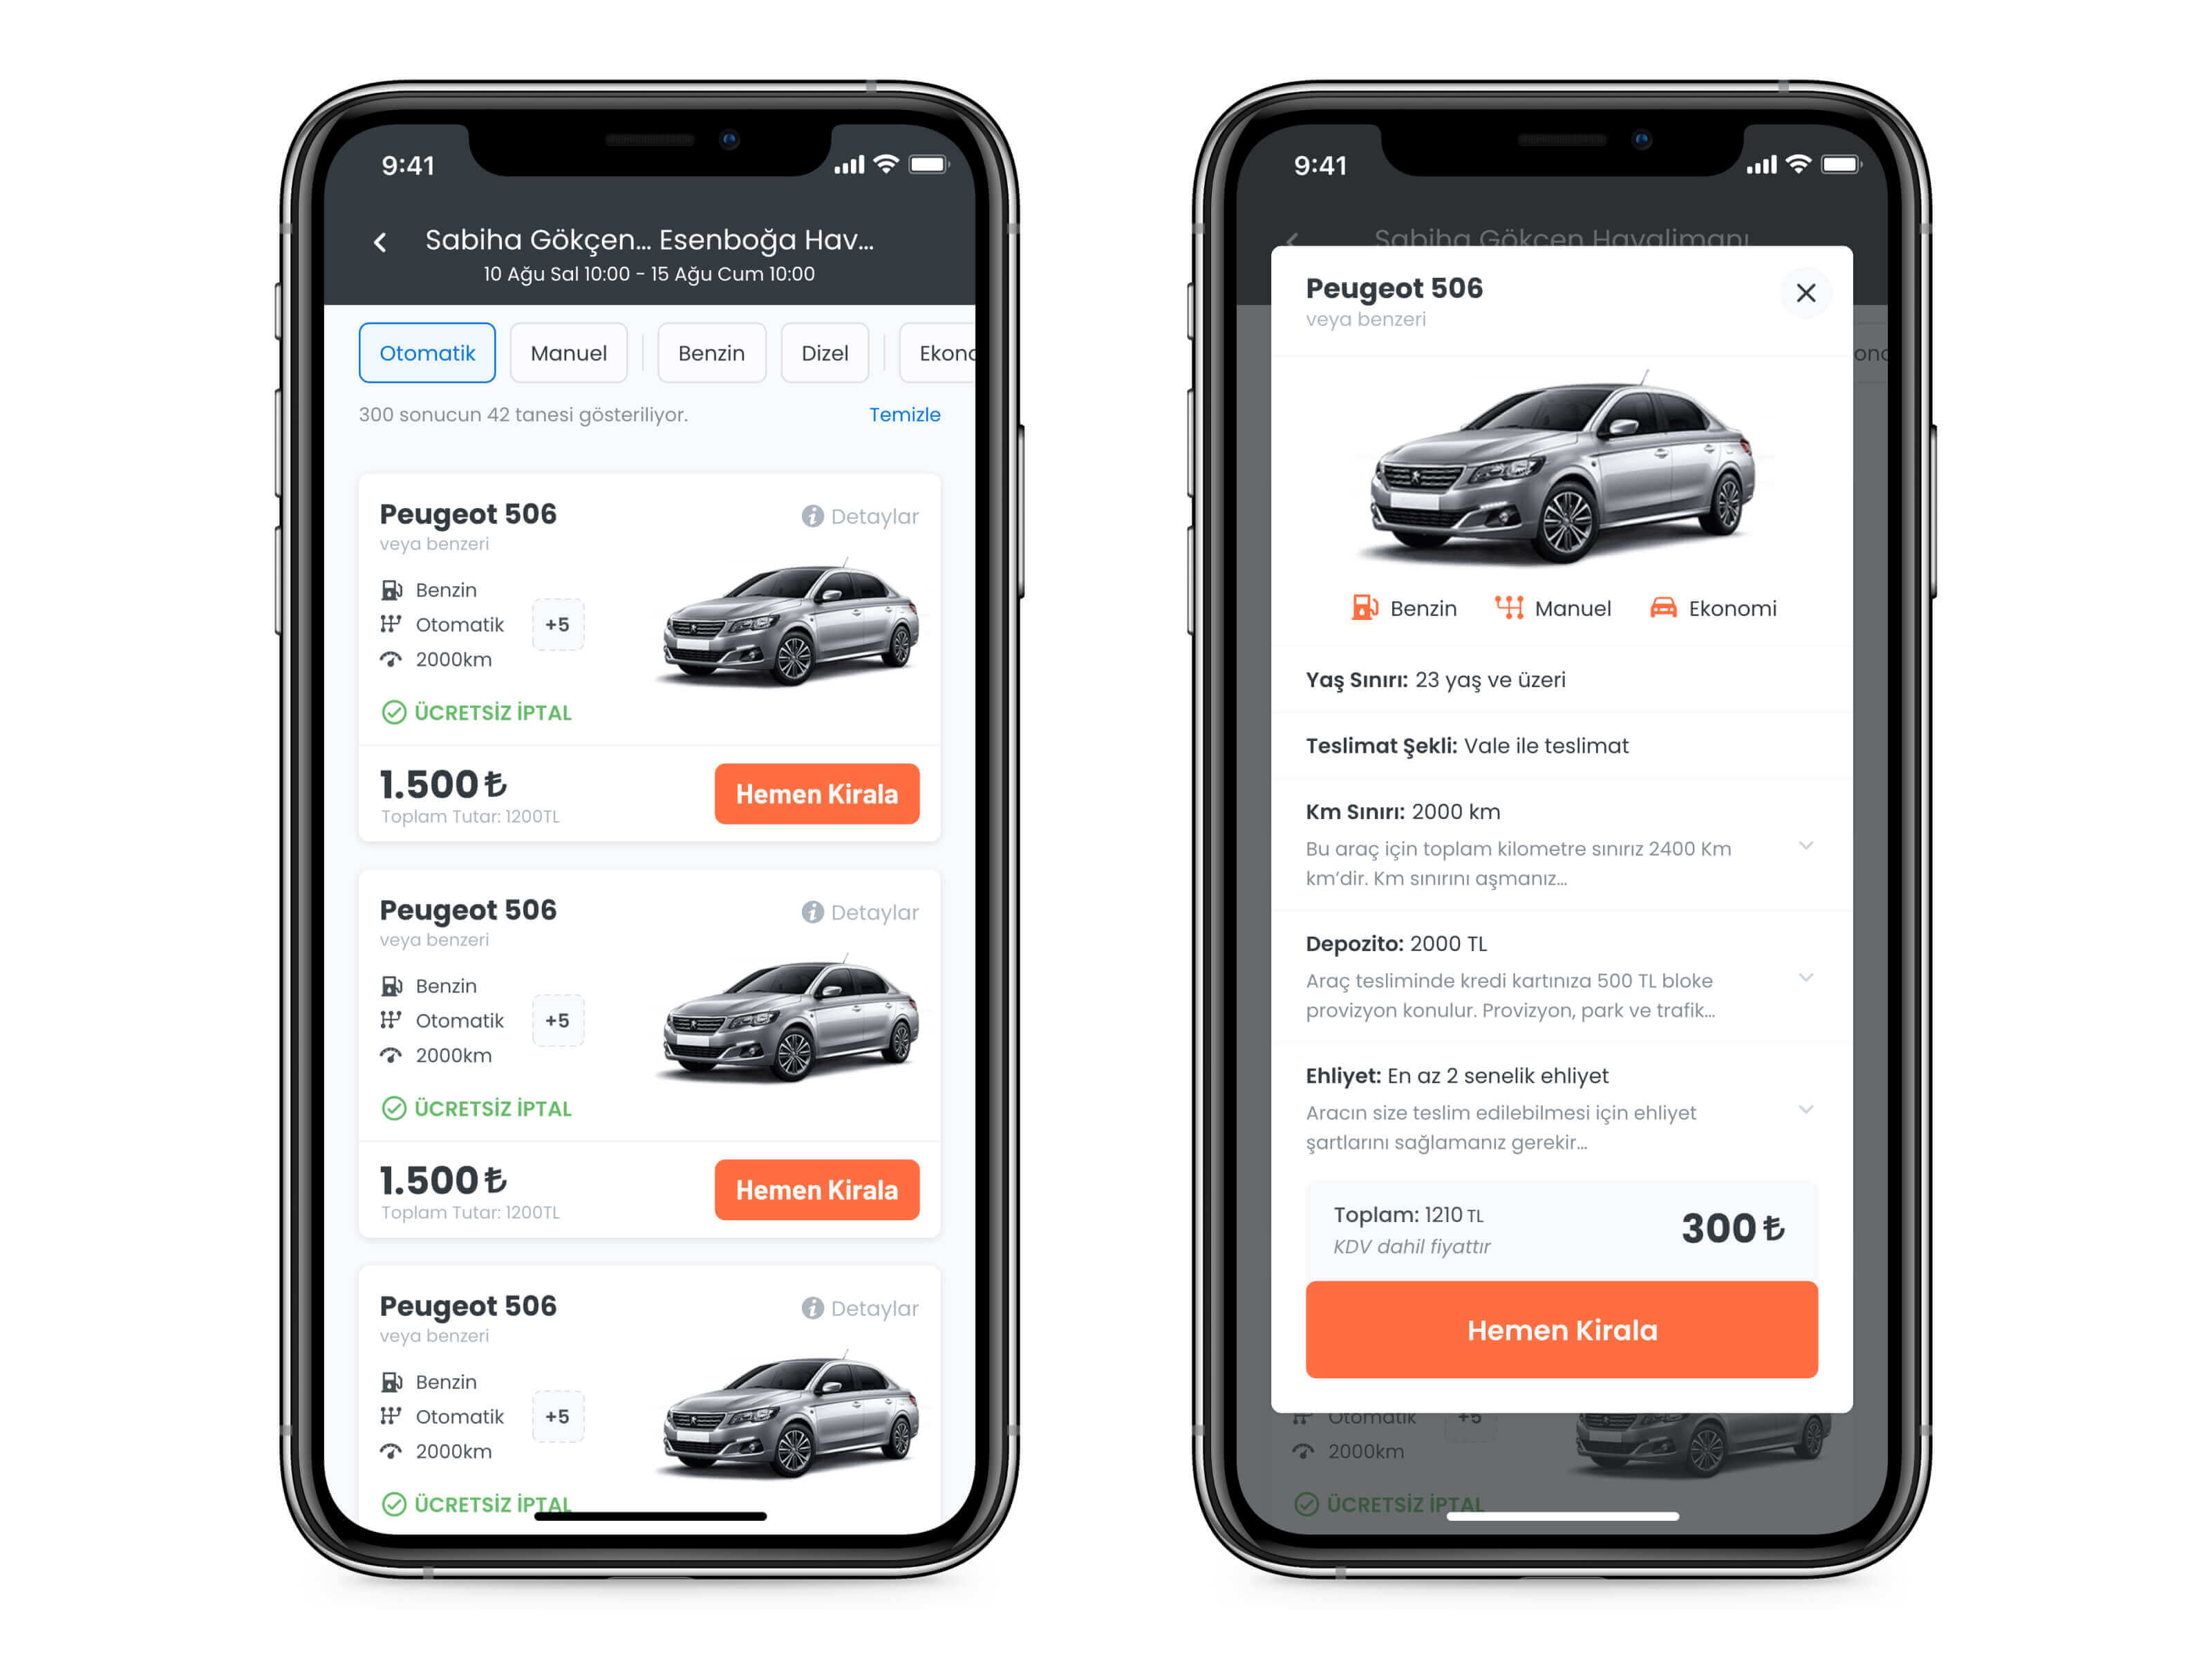 9:41
Sabiha Gökçen... Esenboğa Hav...
10 Ağu Sal 10:00 - 15 Ağu Cum 10:00
Otomatik Manuel Benzin Dizel Ekono
300 sonucun 42 tanesi gösteriliyor. Temizle
Peugeot 506 Detaylar
veya benzeri
Benzin
Otomatik +5
2000km
ÜCRETSİZ İPTAL
1.500₺ Hemen Kirala
Toplam Tutar: 1200TL
Peugeot 506 Detaylar
veya benzeri
Benzin
Otomatik +5
2000km
ÜCRETSİZ İPTAL
1.500₺ Hemen Kirala
Toplam Tutar: 1200TL
Peugeot 506 Detaylar
veya benzeri
Benzin
Otomatik +5
2000km
ÜCRETSİZ İPTAL
9:41
Sabiha Gökçen Havalimanı
Peugeot 506
veya benzeri
onc
Benzin Manuel Ekonomi
Yaş Sınırı: 23 yaş ve üzeri
Teslimat Şekli: Vale ile teslimat
Km Sınırı: 2000 km
Bu araç için toplam kilometre sınırız 2400 Km
km'dir. Km sınırını aşmanız...
Depozito: 2000 TL
Araç tesliminde kredi kartınıza 500 TL bloke
provizyon konulur. Provizyon, park ve trafik...
Ehliyet: En az 2 senelik ehliyet
Aracın size teslim edilebilmesi için ehliyet
şartlarını sağlamanız gerekir...
Toplam: 1210 TL 300₺
KDV dahil fiyattır
Hemen Kirala
Otomatik +5
2000km
ÜCRETSİZ İPTAL